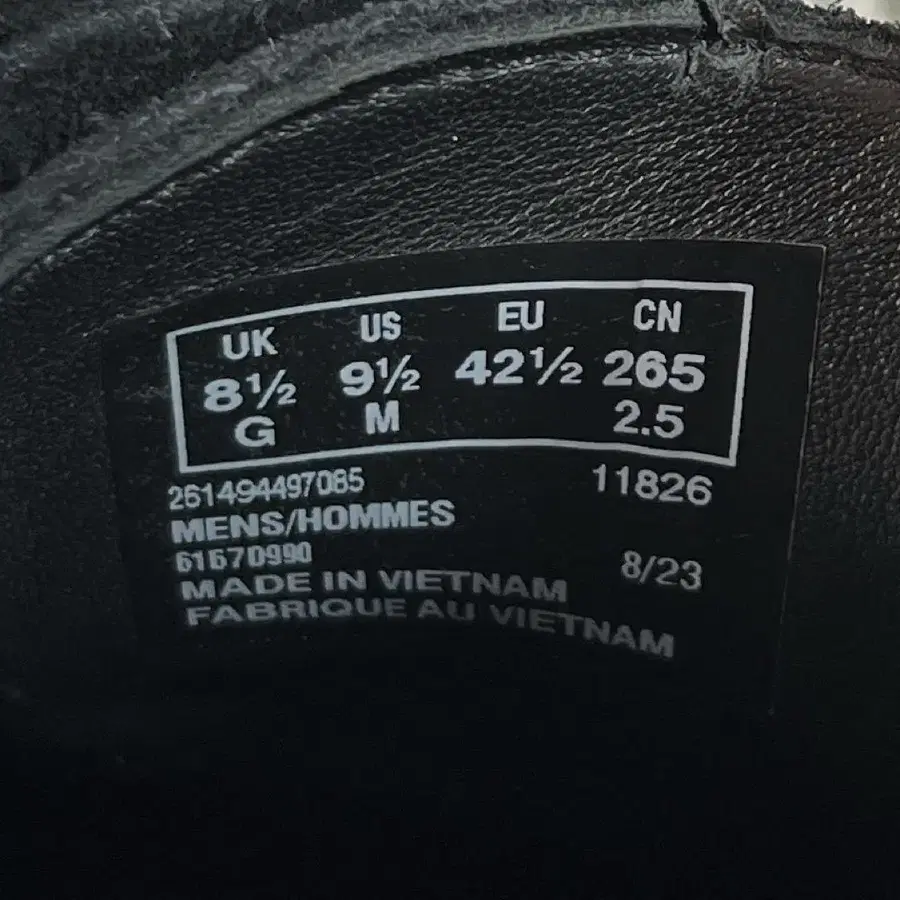 UK US EU CN
8½ 9½ 42½ 265
G M 2.5
261494497085 11826
MENS/HOMMES
61670990 8/23
MADE IN VIETNAM
FABRIQUE AU VIETNAM